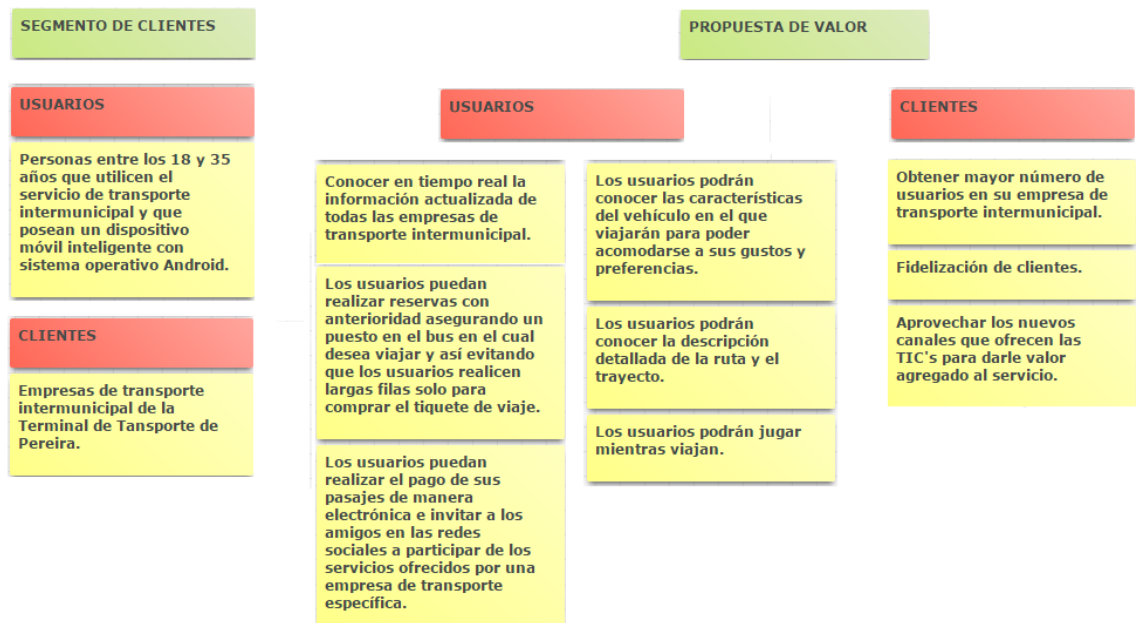 SEGMENTO DE CLIENTES
USUARIOS
Personas entre los 18 y 35
años que utilicen el
servicio de transporte
intermunicipal y que
posean un dispositivo
móvil inteligente con
sistema operativo Android.
CLIENTES
Empresas de transporte
intermunicipal de la
Terminal de Tansporte de
Pereira.
PROPUESTA DE VALOR
USUARIOS
Conocer en tiempo real la
información actualizada de
todas las empresas de
transporte intermunicipal.
Los usuarios puedan
realizar reservas con
anterioridad asegurando un
puesto en el bus en el cual
desea viajar y así evitando
que los usuarios realicen
largas filas solo para
comprar el tiquete de viaje.
Los usuarios puedan
realizar el pago de sus
pasajes de manera
electrónica e invitar a los
amigos en las redes
sociales a participar de los
servicios ofrecidos por una
empresa de transporte
específica.
Los usuarios podrán
conocer las características
del vehículo en el que
viajarán para poder
acomodarse a sus gustos y
preferencias.
Los usuarios podrán
conocer la descripción
detallada de la ruta y el
trayecto.
Los usuarios podrán jugar
mientras viajan.
CLIENTES
Obtener mayor número de
usuarios en su empresa de
transporte intermunicipal.
Fidelización de clientes.
Aprovechar los nuevos
canales que ofrecen las
TIC's para darle valor
agregado al servicio.